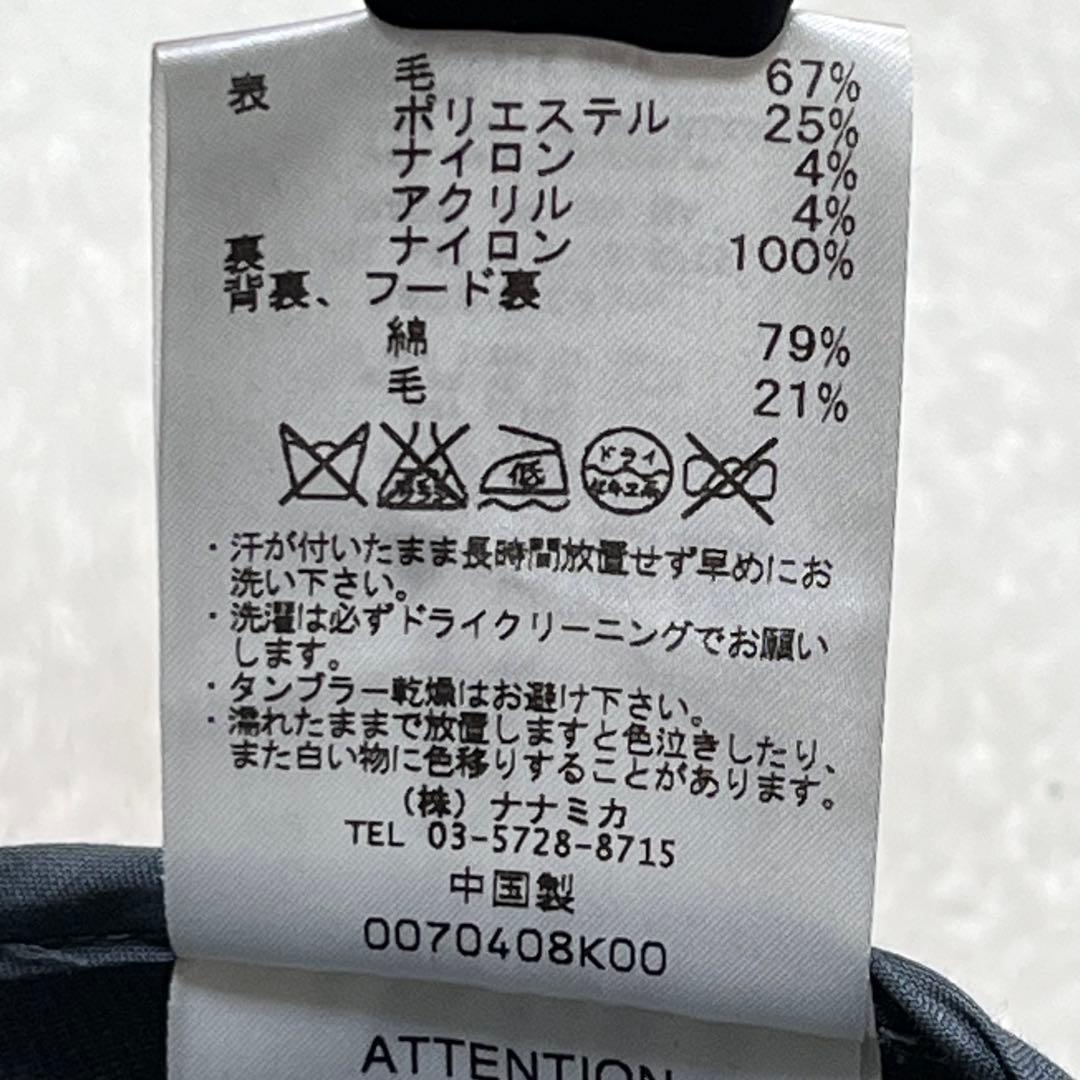 表 毛 67%
ポリエステル 25%
ナイロン 4%
アクリル 4%
裏 ナイロン 100%
背裏、フード裏
綿 79%
毛 21%
低 ドライ
・汗が付いたまま長時間放置せず早めにお
洗い下さい。
・洗濯は必ずドライクリーニングでお願い
します。
・タンブラー乾燥はお避け下さい。
・濡れたままで放置しますと色泣きしたり、
また白い物に色移りすることがあります。
(株)ナナミカ
TEL 03-5728-8715
中国製
0070408K00
ATTENTION